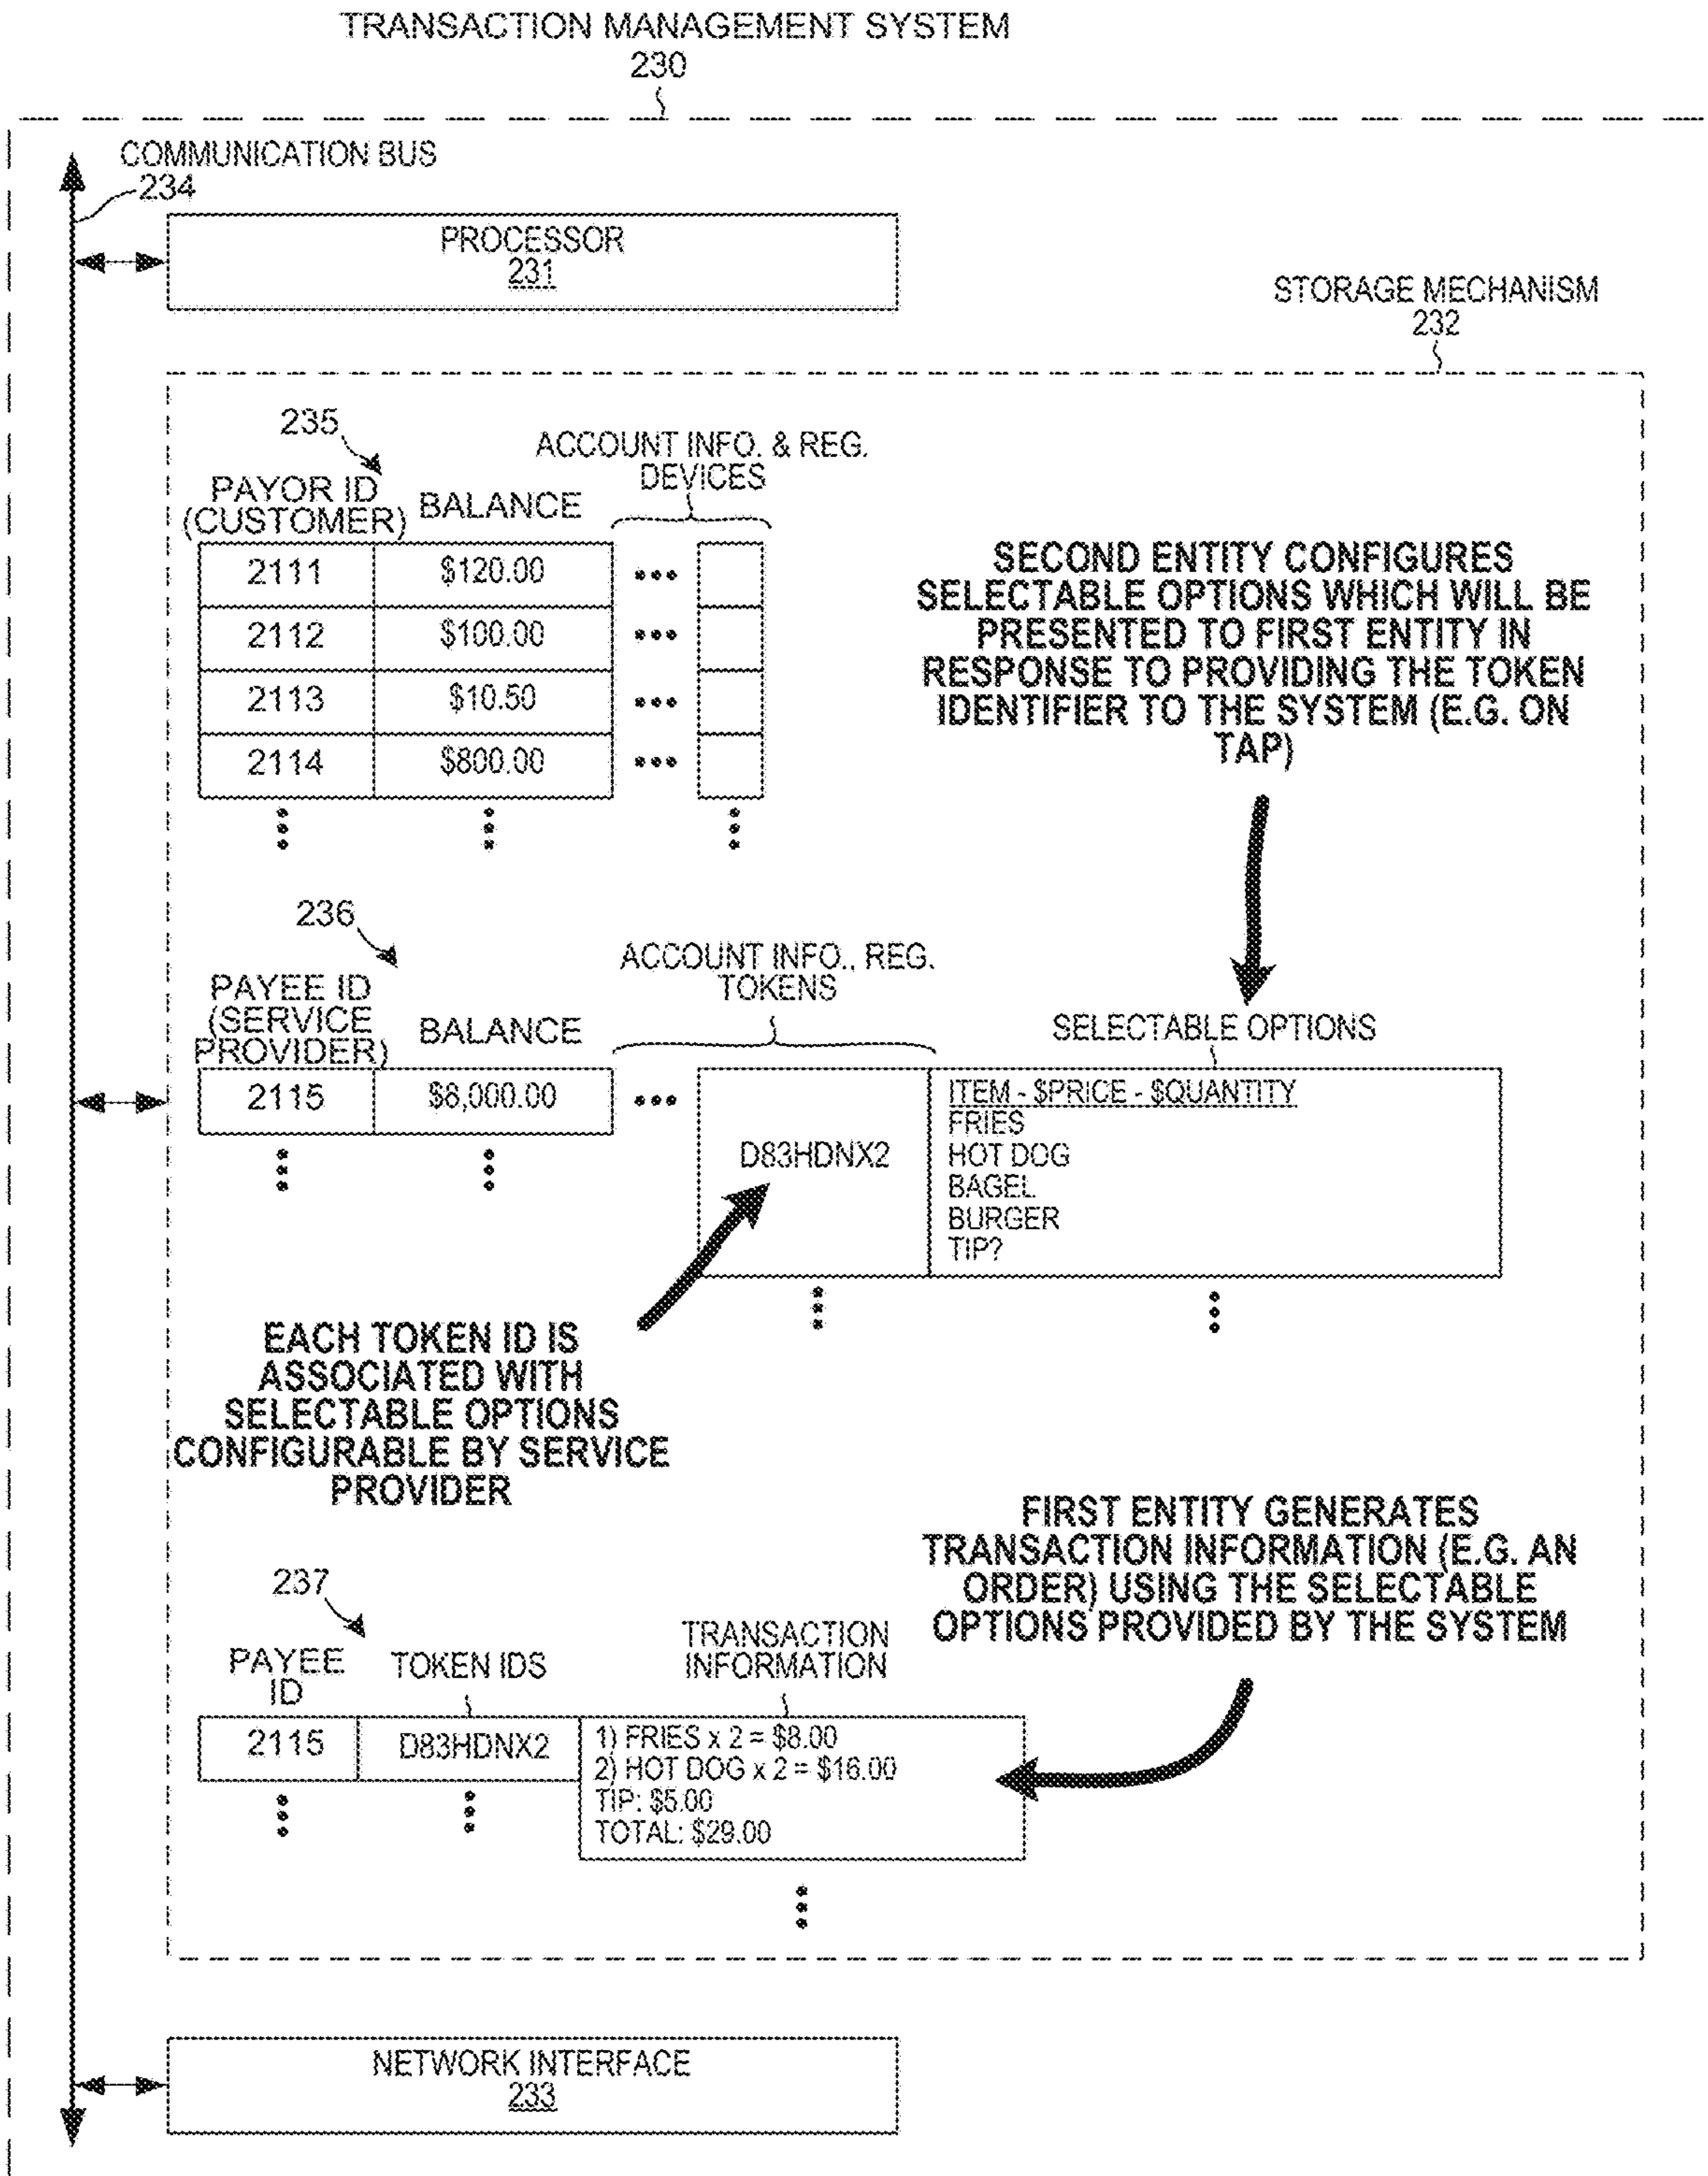 TRANSACTION MANAGEMENT SYSTEM
230
COMMUNICATION BUS
234
PROCESSOR
231
STORAGE MECHANISM
232
235
ACCOUNT INFO. & REG.
DEVICES
PAYOR ID
(CUSTOMER)
BALANCE
2111 $120.00
2112 $100.00
2113 $10.50
2114 $800.00
SECOND ENTITY CONFIGURES
SELECTABLE OPTIONS WHICH WILL BE
PRESENTED TO FIRST ENTITY IN
RESPONSE TO PROVIDING THE TOKEN
IDENTIFIER TO THE SYSTEM (E.G. ON
TAP)
236
ACCOUNT INFO., REG.
TOKENS
PAYEE ID
(SERVICE
PROVIDER)
BALANCE
SELECTABLE OPTIONS
2115 $8,000.00
D83HDNX2
ITEM - $PRICE - $QUANTITY
FRIES
HOT DOG
BAGEL
BURGER
TIP?
EACH TOKEN ID IS
ASSOCIATED WITH
SELECTABLE OPTIONS
CONFIGURABLE BY SERVICE
PROVIDER
FIRST ENTITY GENERATES
TRANSACTION INFORMATION (E.G. AN
ORDER) USING THE SELECTABLE
OPTIONS PROVIDED BY THE SYSTEM
237
PAYEE
ID
TOKEN IDS
TRANSACTION
INFORMATION
2115 D83HDNX2
1) FRIES x 2 = $8.00
2) HOT DOG x 2 = $16.00
TIP: $5.00
TOTAL: $29.00
NETWORK INTERFACE
233